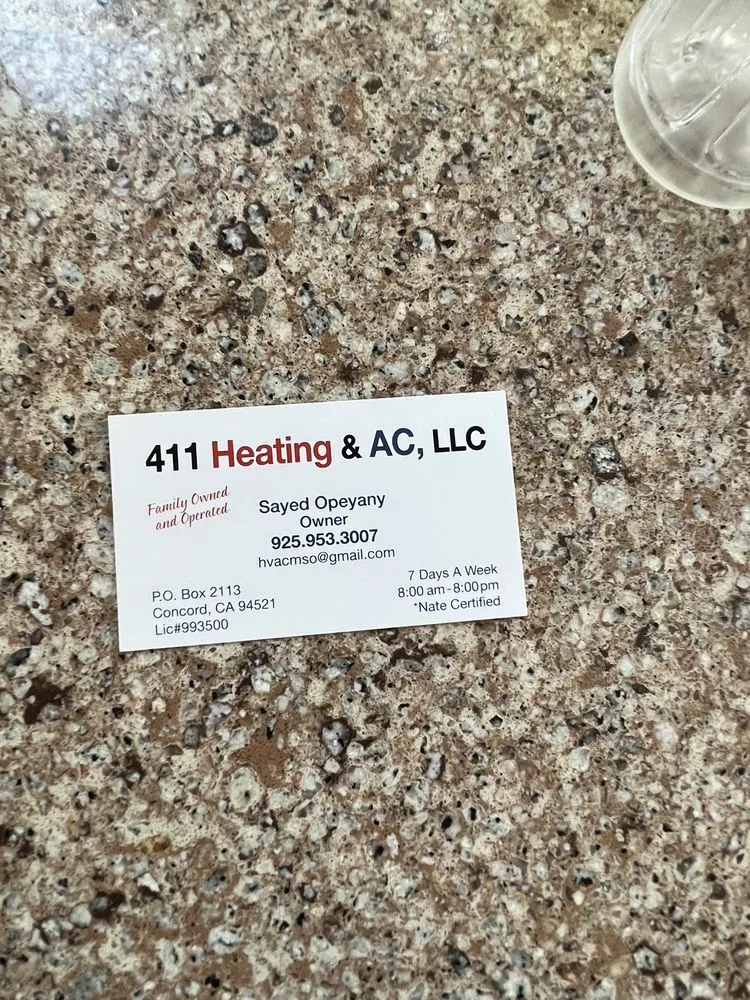 411 Heating & AC, LLC
Family Owned
and Operated
Sayed Opeyany
Owner
925.953.3007
hvacmso@gmail.com
P.O. Box 2113
Concord, CA 94521
Lic#993500
7 Days A Week
8:00 am-8:00pm
*Nate Certified